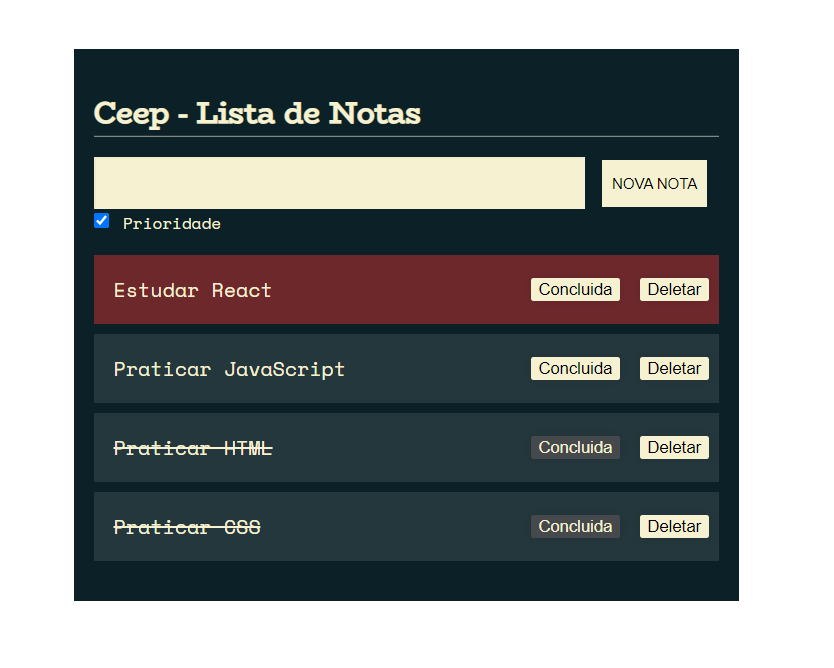 Ceep - Lista de Notas
NOVA NOTA
Prioridade
Estudar React Concluida Deletar
Praticar JavaScript Concluida Deletar
Praticar HTML Concluida Deletar
Praticar CSS Concluida Deletar